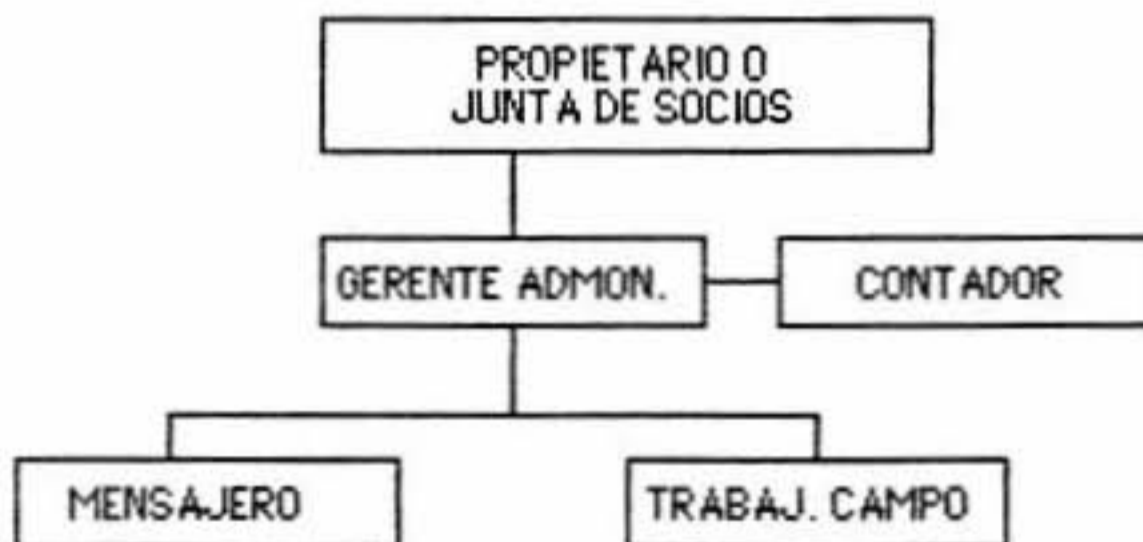 PROPIETARIO O
JUNTA DE SOCIOS
GERENTE ADMON.
CONTADOR
MENSAJERO
TRABAJ. CAMPO